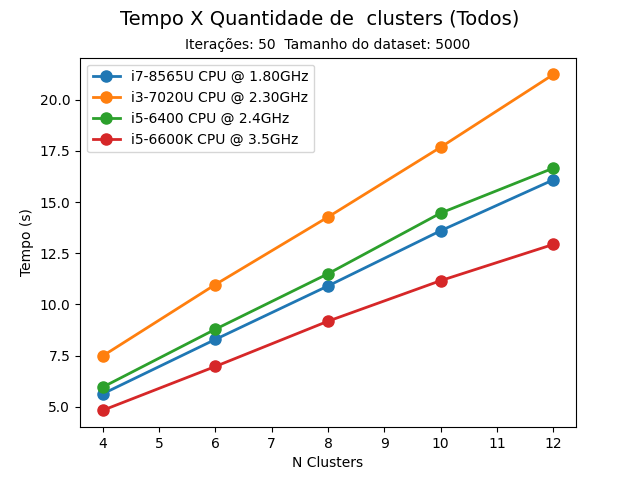 Tempo X Quantidade de  clusters (Todos)
Iterações: 50  Tamanho do dataset: 5000
i7-8565U CPU @ 1.80GHz
i3-7020U CPU @ 2.30GHz
i5-6400 CPU @ 2.4GHz
i5-6600K CPU @ 3.5GHz
Tempo (s)
20.0
17.5
15.0
12.5
10.0
7.5
5.0
4 5 6 7 8 9 10 11 12
N Clusters